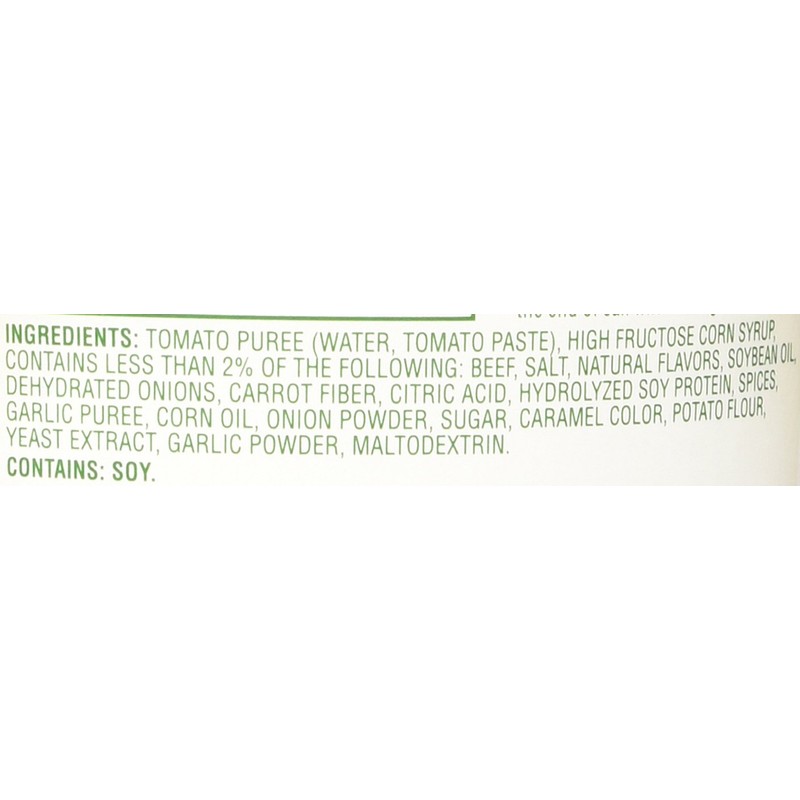 INGREDIENTS: TOMATO PUREE (WATER, TOMATO PASTE), HIGH FRUCTOSE CORN SYRUP,
CONTAINS LESS THAN 2% OF THE FOLLOWING: BEEF, SALT, NATURAL FLAVORS, SOYBEAN OIL,
DEHYDRATED ONIONS, CARROT FIBER, CITRIC ACID, HYDROLYZED SOY PROTEIN, SPICES,
GARLIC PUREE, CORN OIL, ONION POWDER, SUGAR, CARAMEL COLOR, POTATO FLOUR,
YEAST EXTRACT, GARLIC POWDER, MALTODEXTRIN.
CONTAINS: SOY.